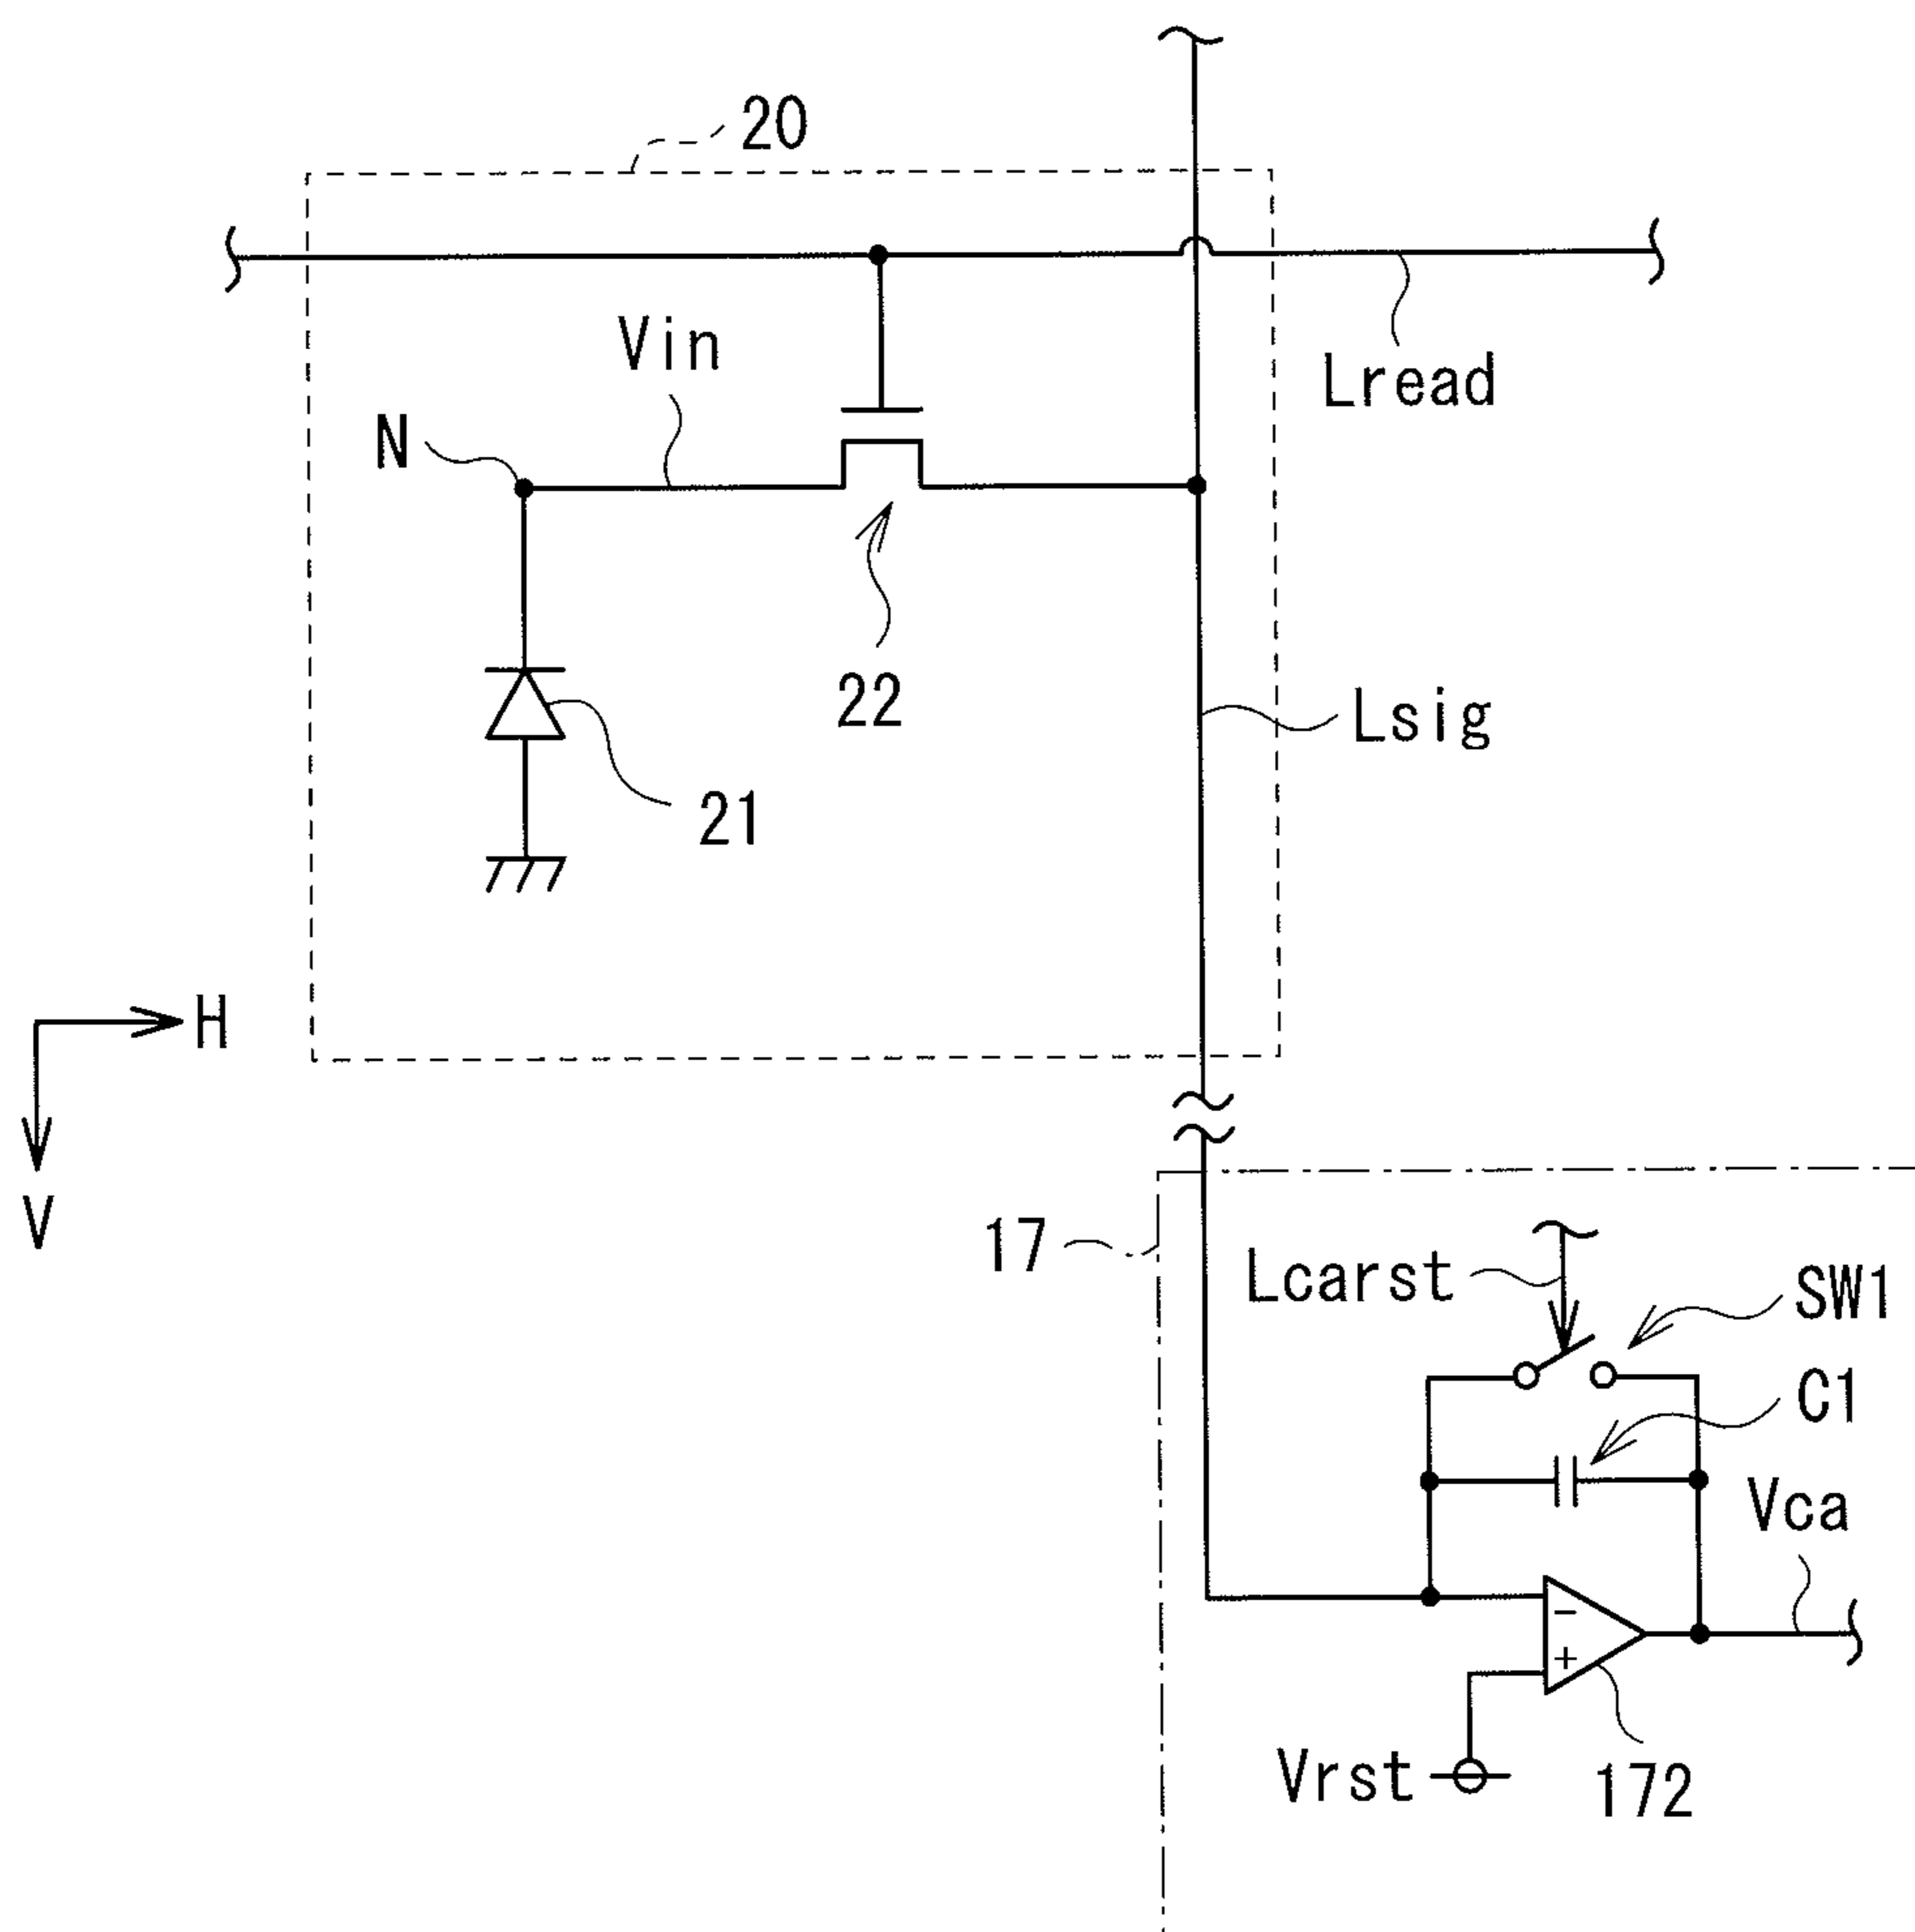 20
Vin
Lread
N
22
Lsig
21
H
V
17
Lcarst
SW1
C1
Vca
−
+
Vrst
172